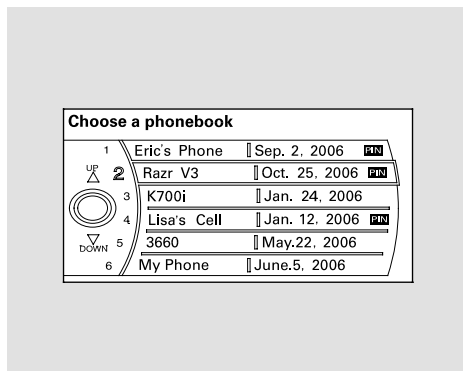 Choose a phonebook
1 Eric's Phone Sep. 2, 2006 PIN
UP
2 Razr V3 Oct. 25, 2006 PIN
3 K700i Jan. 24, 2006
4 Lisa's Cell Jan. 12, 2006 PIN
DOWN
5 3660 May.22, 2006
6 My Phone June.5, 2006